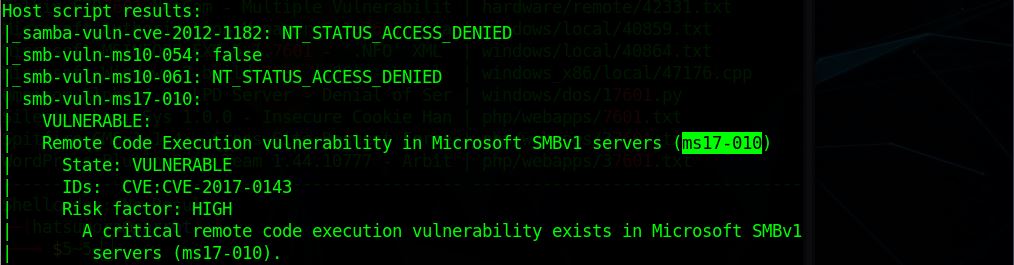 Host script results:
|_samba-vuln-cve-2012-1182: NT_STATUS_ACCESS_DENIED
|_smb-vuln-ms10-054: false
|_smb-vuln-ms10-061: NT_STATUS_ACCESS_DENIED
| smb-vuln-ms17-010:
|   VULNERABLE:
|   Remote Code Execution vulnerability in Microsoft SMBv1 servers (ms17-010)
|     State: VULNERABLE
|     IDs:  CVE:CVE-2017-0143
|     Risk factor: HIGH
|       A critical remote code execution vulnerability exists in Microsoft SMBv1
|        servers (ms17-010).